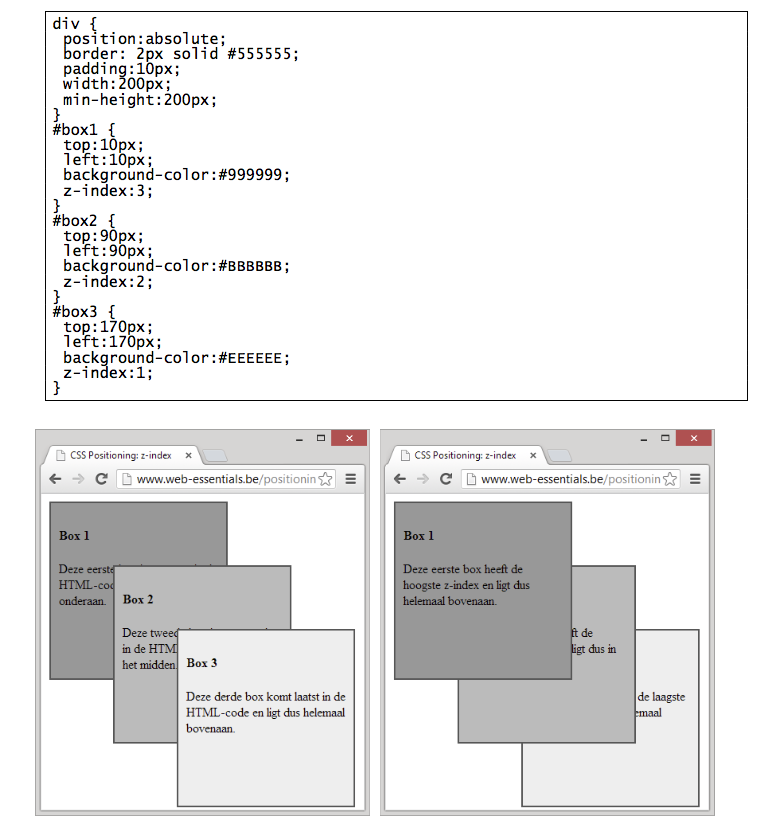 div {
position:absolute;
border: 2px solid #555555;
padding:10px;
width:200px;
min-height:200px;
}
#box1 {
top:10px;
left:10px;
background-color:#999999;
z-index:3;
}
#box2 {
top:90px;
left:90px;
background-color:#BBBBBB;
z-index:2;
}
#box3 {
top:170px;
left:170px;
background-color:#EEEEEE;
z-index:1;
}
CSS Positioning: z-index
www.web-essentials.be/positionin
Box 1
Deze eerste
HTML-cod
onderaan.
Box 2
Deze tweed
in de HTM
het midden.
Box 3
Deze derde box komt laatst in de
HTML-code en ligt dus helemaal
bovenaan.
CSS Positioning: z-index
www.web-essentials.be/positionin
Box 1
Deze eerste box heeft de
hoogste z-index en ligt dus
helemaal bovenaan.
ft de
ligt dus in
de laagste
emaal